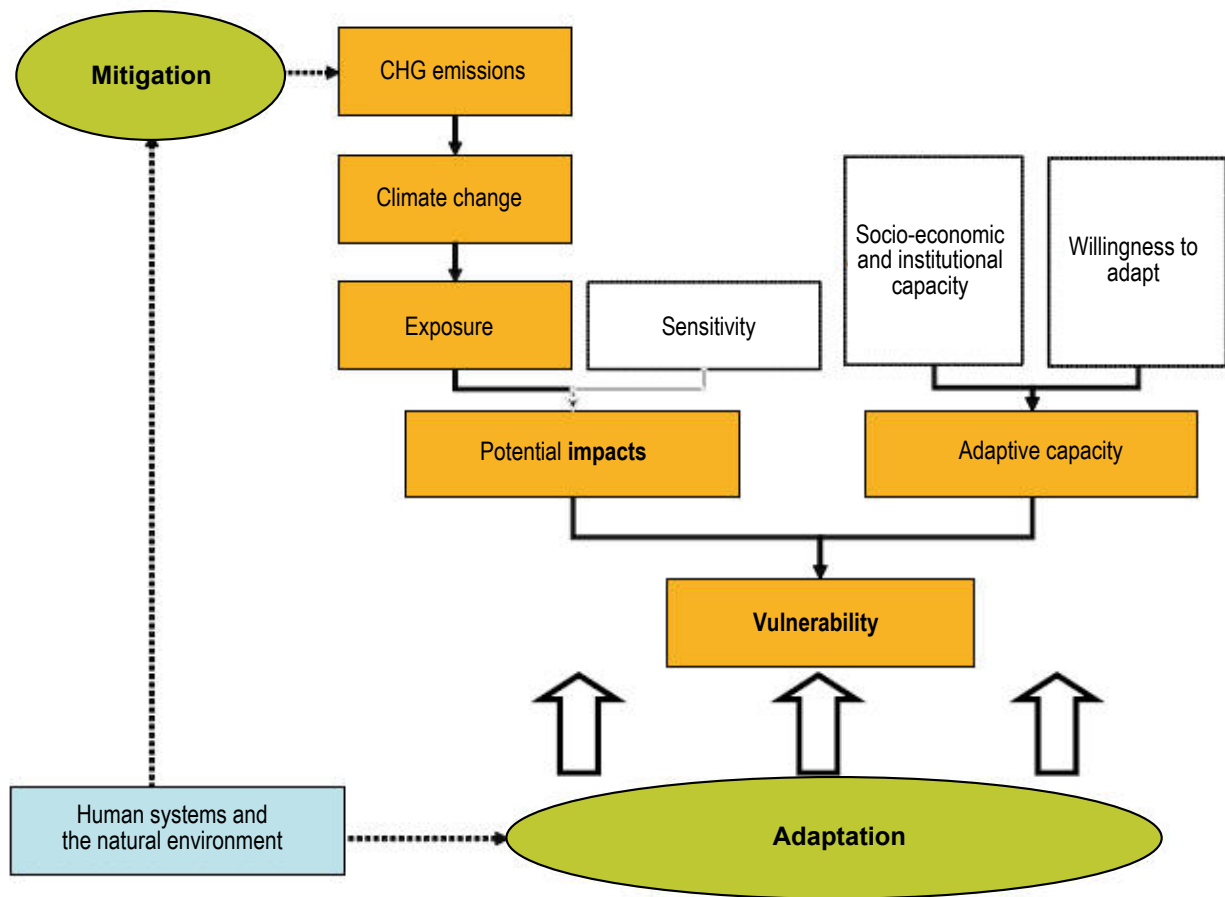 Mitigation
CHG emissions
Climate change
Socio-economic
and institutional
capacity
Willingness to
adapt
Exposure
Sensitivity
Potential impacts
Adaptive capacity
Vulnerability
Human systems and
the natural environment
Adaptation